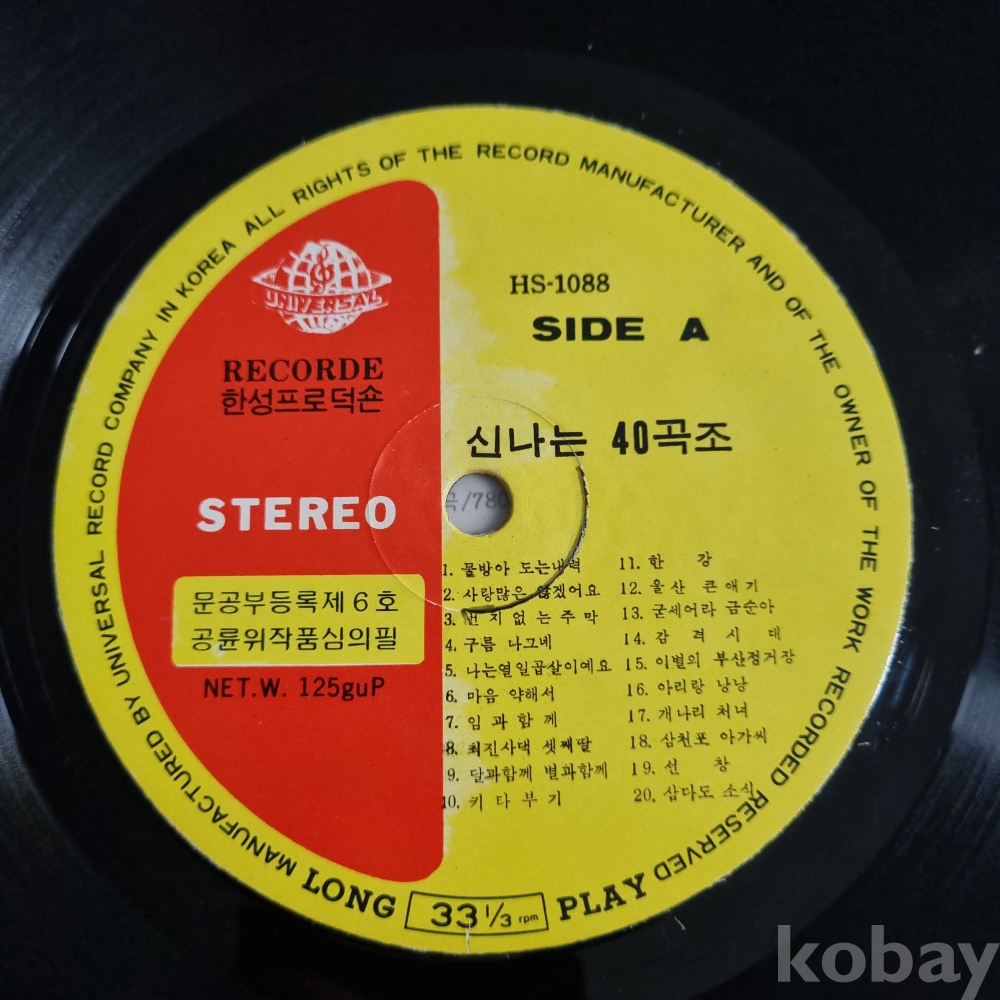 MANUFACTURED BY UNIVERSAL RECORD COMPANY IN KOREA ALL RIGHTS OF THE RECORD MANUFACTURER AND OF THE OWNER OF THE WORK RECORDED RESERVED
UNIVERSAL
RECORDE
한성프로덕숀
STEREO
문공부등록제6호
공륜위작품심의필
NET.W. 125guP
HS-1088
SIDE A
신나는 40곡조
/780
1. 물방아 도는내력
2. 사랑많은 않겠어요
3. 번지없는주막
4. 구름 나그네
5. 나는열일곱살이예요
6. 마음 약해서
7. 임과함께
8. 최진사댁 셋째딸
9. 달과함께 별과함께
10. 키타부기
11. 한 강
12. 울산 큰애기
13. 굳세어라 금순아
14. 감격시대
15. 이별의 부산정거장
16. 아리랑 낭낭
17. 개나리 처녀
18. 삼천포 아가씨
19. 선 창
20. 삼다도 소식
LONG 33 1/3 rpm PLAY
MANUFACTURE
kobay